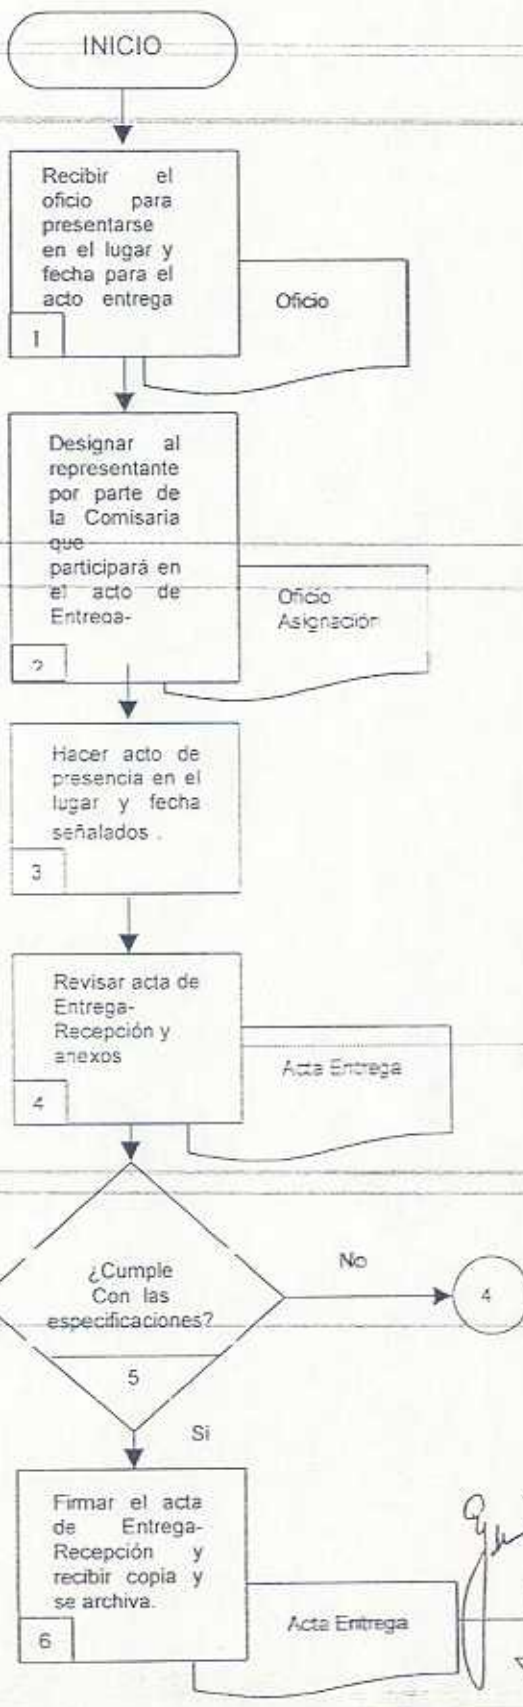 INICIO
Recibir el
oficio para
presentarse
en el lugar y
fecha para el
acto entrega
1
Oficio
Designar al
representante
por parte de
la Comisaria
que
participará en
el acto de
Entrega-
2
Oficio
Asignación
Hacer acto de
presencia en el
lugar y fecha
señalados .
3
Revisar acta de
Entrega-
Recepción y
anexos
4
Acta Entrega
¿Cumple
Con las
especificaciones?
5
No
4
Si
Firmar el acta
de Entrega-
Recepción y
recibir copia y
se archiva.
6
Acta Entrega